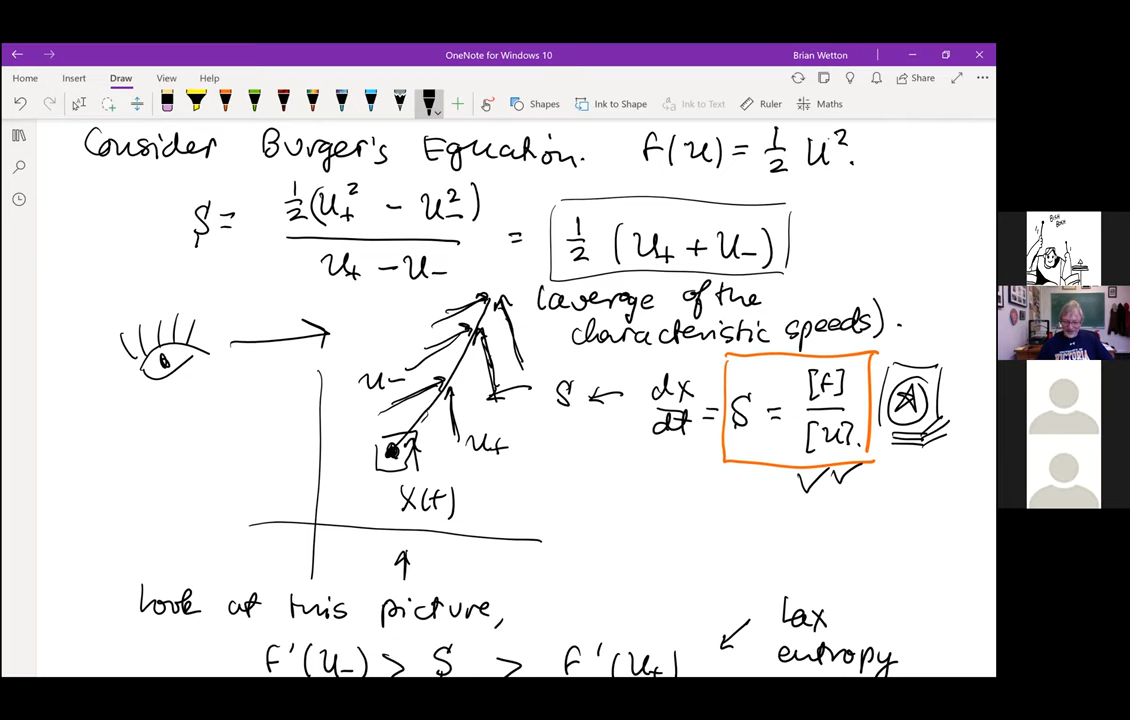 OneNote for Windows 10
Brian Wetton
Home Insert Draw View Help
Share
Shapes Ink to Shape Ink to Text Ruler Maths
Consider Burger's Equation. f(u) = 1/2 u².
S = 1/2(u₊² - u₋²) / (u₊ - u₋) = 1/2 (u₊ + u₋)
(average of the
characteristic speeds).
u₋
S ← dx/dt = S = [f]/[u].
u₊
X(t)
Look at this picture,
Lax
entropy
f'(u₋) > S > f'(u₊)
BISH
BOSH